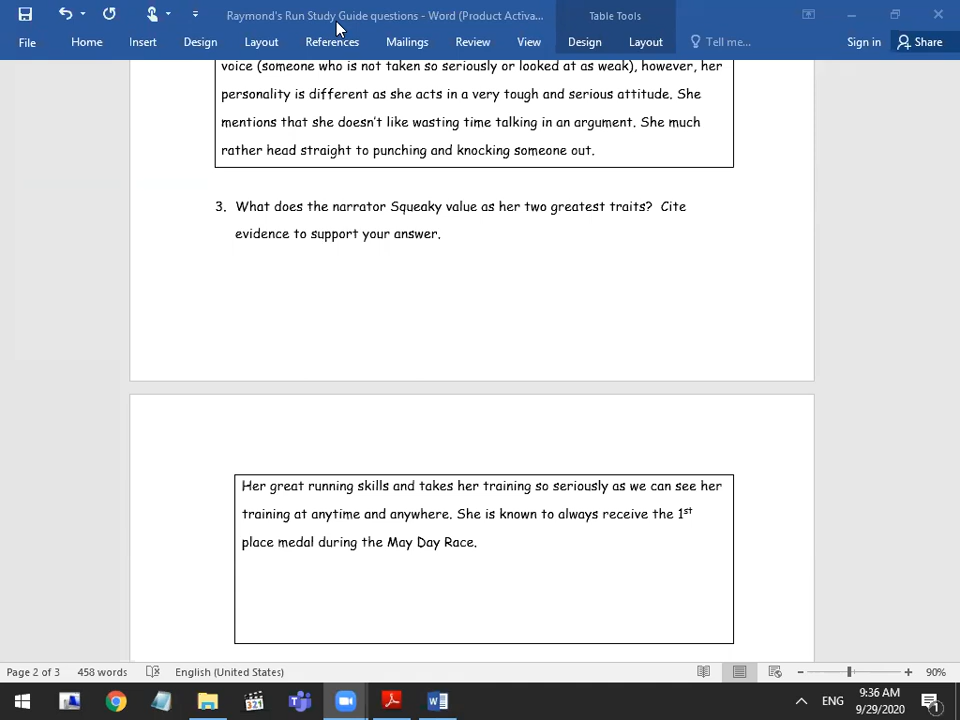 Raymond's Run Study Guide questions - Word (Product Activa...
Table Tools
File
Home
Insert
Design
Layout
References
Mailings
Review
View
Design
Layout
Tell me...
Sign in
Share
voice (someone who is not taken so seriously or looked at as weak), however, her
personality is different as she acts in a very tough and serious attitude. She
mentions that she doesn't like wasting time talking in an argument. She much
rather head straight to punching and knocking someone out.
3. What does the narrator Squeaky value as her two greatest traits? Cite
evidence to support your answer.
Her great running skills and takes her training so seriously as we can see her
training at anytime and anywhere. She is known to always receive the 1st
place medal during the May Day Race.
Page 2 of 3
458 words
English (United States)
90%
321
ENG
9:36 AM
9/29/2020
1